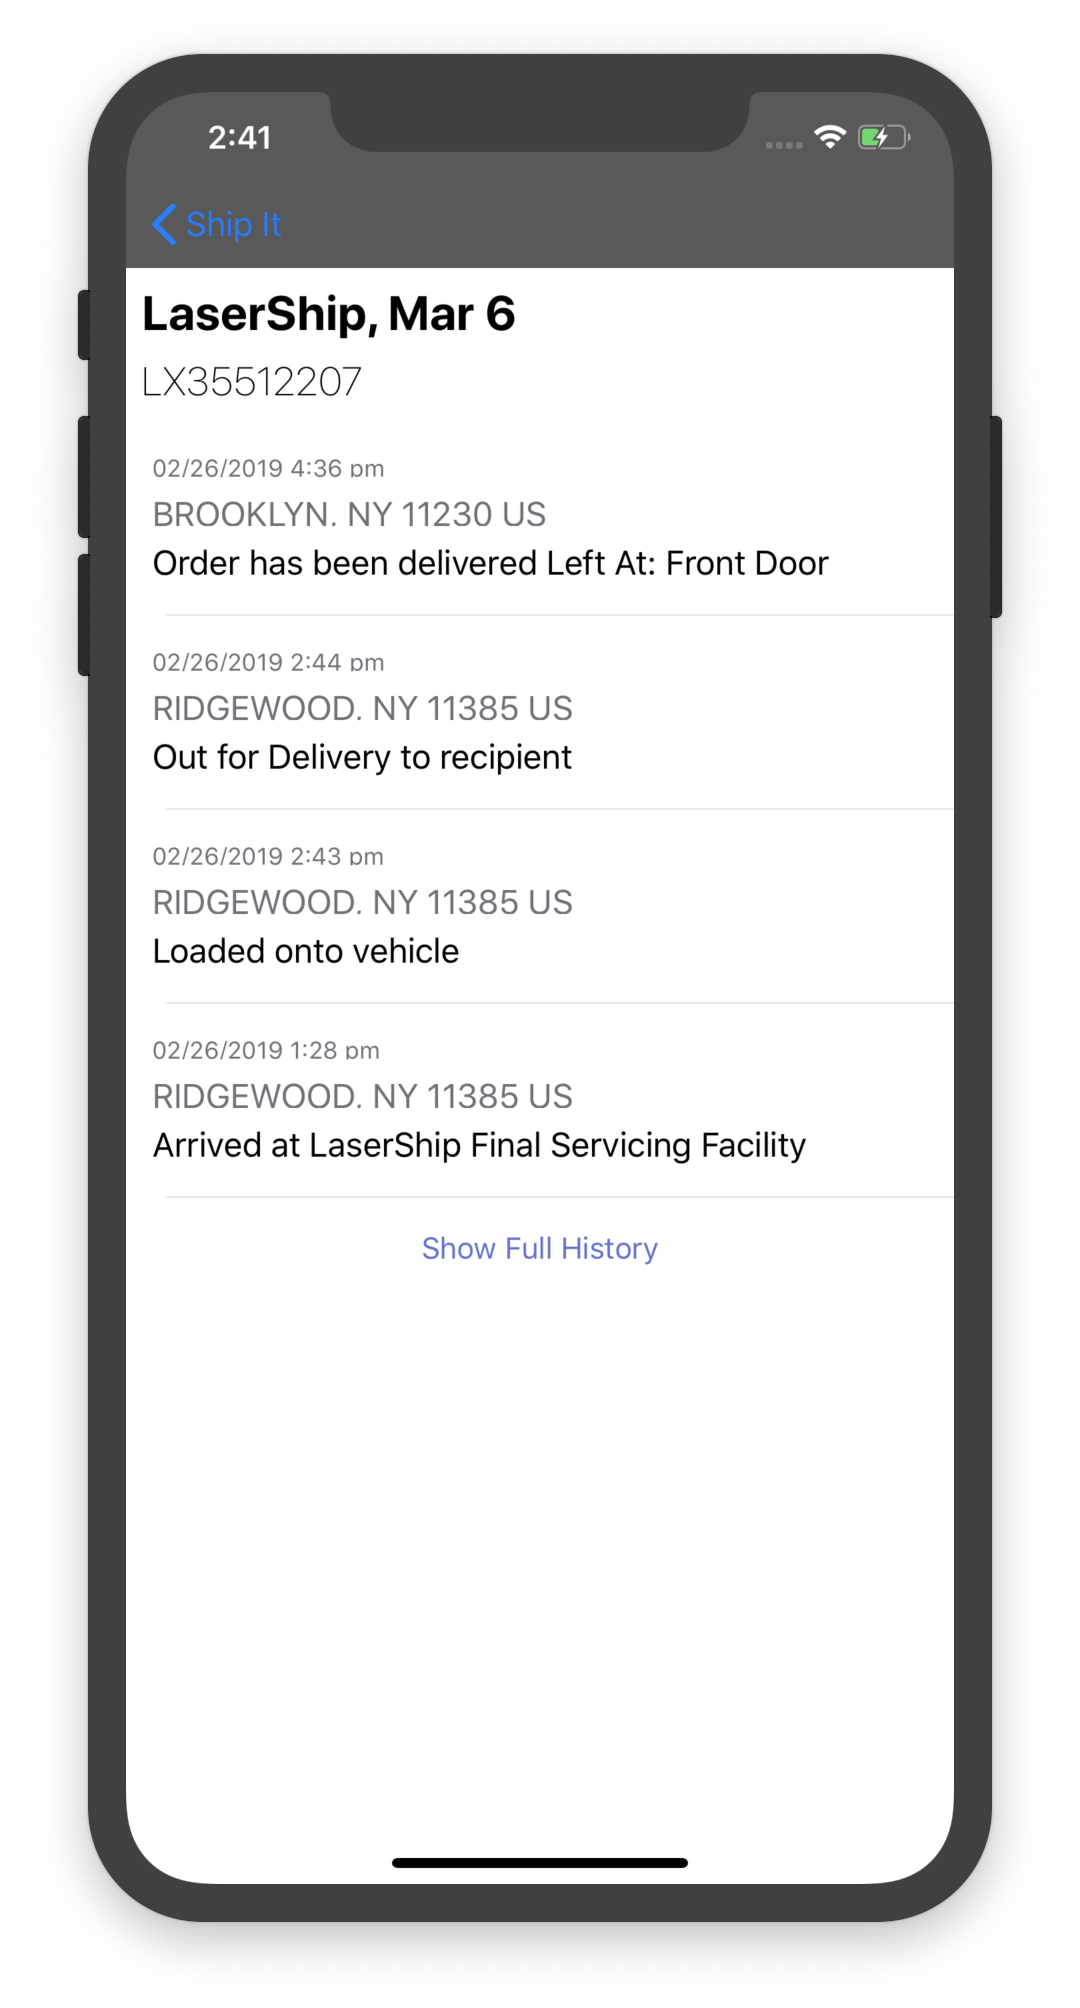 2:41
Ship It
LaserShip, Mar 6
LX35512207
02/26/2019 4:36 pm
BROOKLYN, NY 11230 US
Order has been delivered Left At: Front Door
02/26/2019 2:44 pm
RIDGEWOOD, NY 11385 US
Out for Delivery to recipient
02/26/2019 2:43 pm
RIDGEWOOD, NY 11385 US
Loaded onto vehicle
02/26/2019 1:28 pm
RIDGEWOOD, NY 11385 US
Arrived at LaserShip Final Servicing Facility
Show Full History